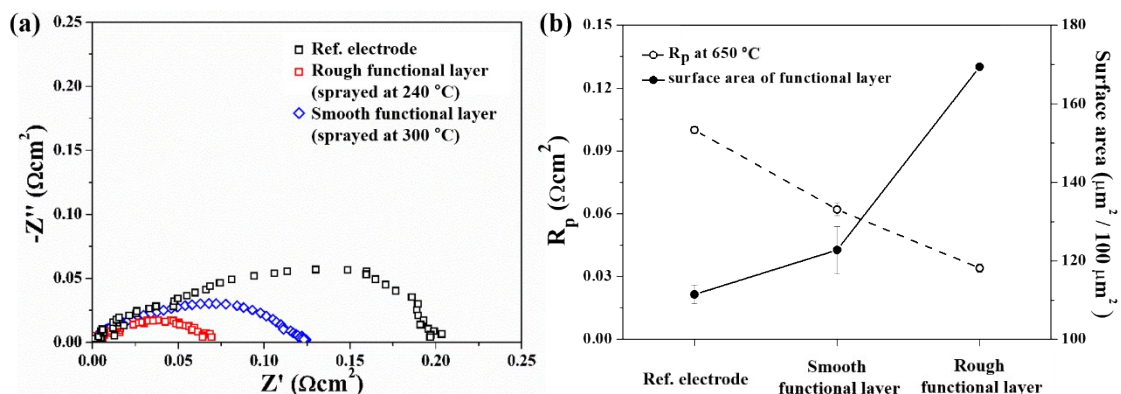 (a)
0.25
0.20
0.15
0.10
0.05
0.00
-Z'' (Ωcm²)
Ref. electrode
Rough functional layer
(sprayed at 240 °C)
Smooth functional layer
(sprayed at 300 °C)
0.00 0.05 0.10 0.15 0.20 0.25
Z' (Ωcm²)
(b)
0.15
0.12
0.09
0.06
0.03
0.00
Rp (Ωcm²)
Rp at 650 °C
surface area of functional layer
180
160
140
120
100
Surface area (μm² / 100 μm²)
Ref. electrode
Smooth
functional layer
Rough
functional layer